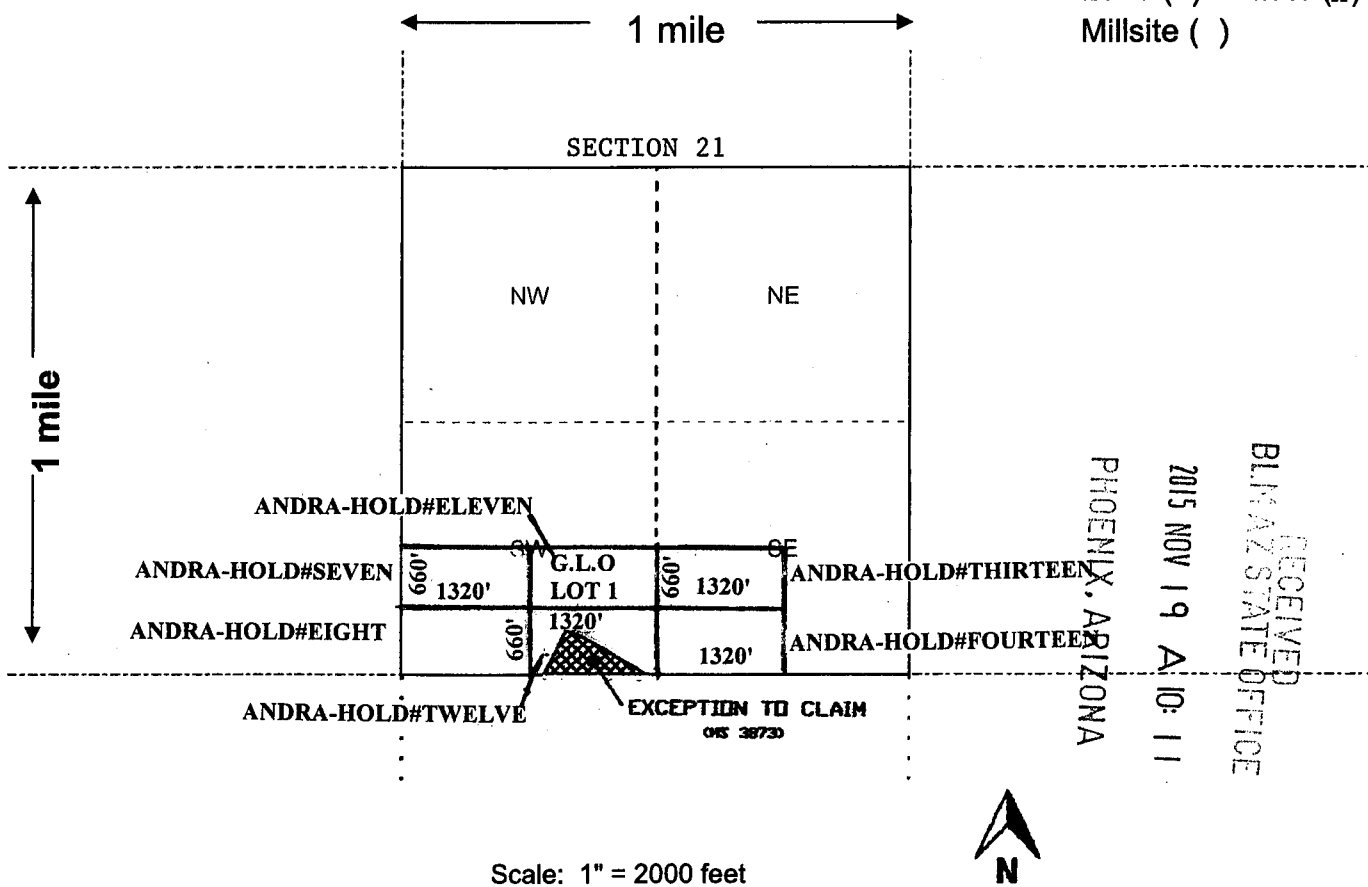 1 mile
Millsite ( )
SECTION 21
NW
NE
1 mile
ANDRA-HOLD#ELEVEN
SE
ANDRA-HOLD#SEVEN
660'
1320'
G.L.O
LOT 1
660'
1320'
ANDRA-HOLD#THIRTEEN
ANDRA-HOLD#EIGHT
660'
1320'
1320'
ANDRA-HOLD#FOURTEEN
ANDRA-HOLD#TWELVE
EXCEPTION TO CLAIM
(MS 3873)
RECEIVED
BLM AZ STATE OFFICE
2015 NOV 19 A 10: 11
PHOENIX, ARIZONA
Scale: 1" = 2000 feet
N